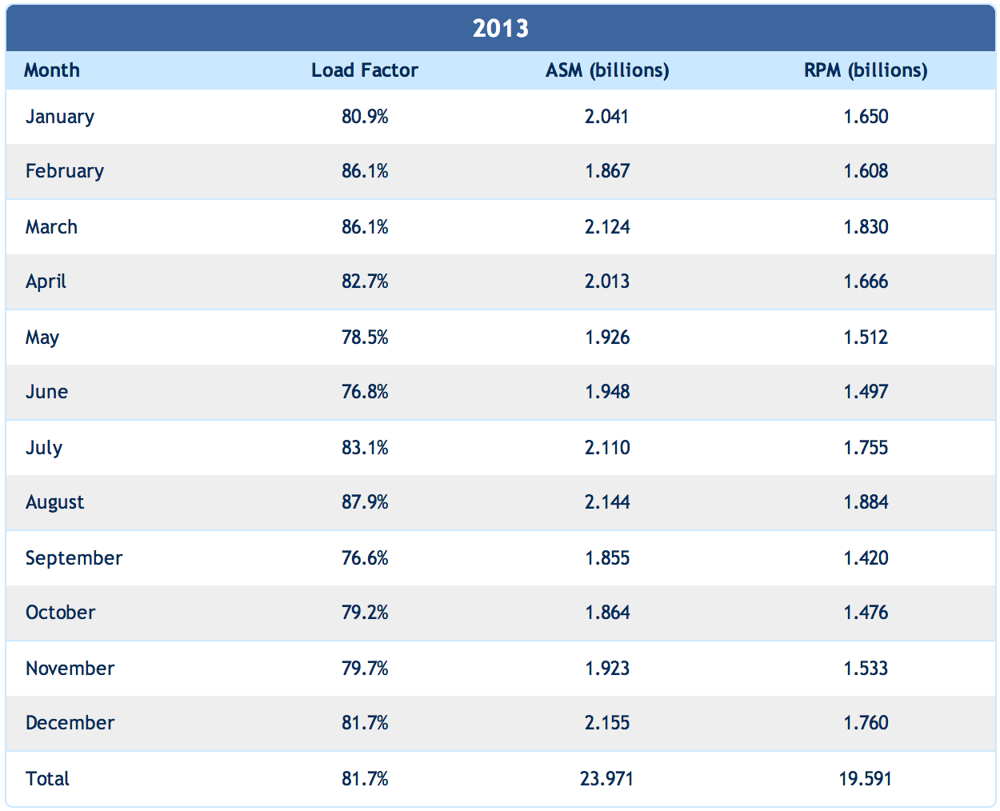 2013
Month Load Factor ASM (billions) RPM (billions)
January 80.9% 2.041 1.650
February 86.1% 1.867 1.608
March 86.1% 2.124 1.830
April 82.7% 2.013 1.666
May 78.5% 1.926 1.512
June 76.8% 1.948 1.497
July 83.1% 2.110 1.755
August 87.9% 2.144 1.884
September 76.6% 1.855 1.420
October 79.2% 1.864 1.476
November 79.7% 1.923 1.533
December 81.7% 2.155 1.760
Total 81.7% 23.971 19.591